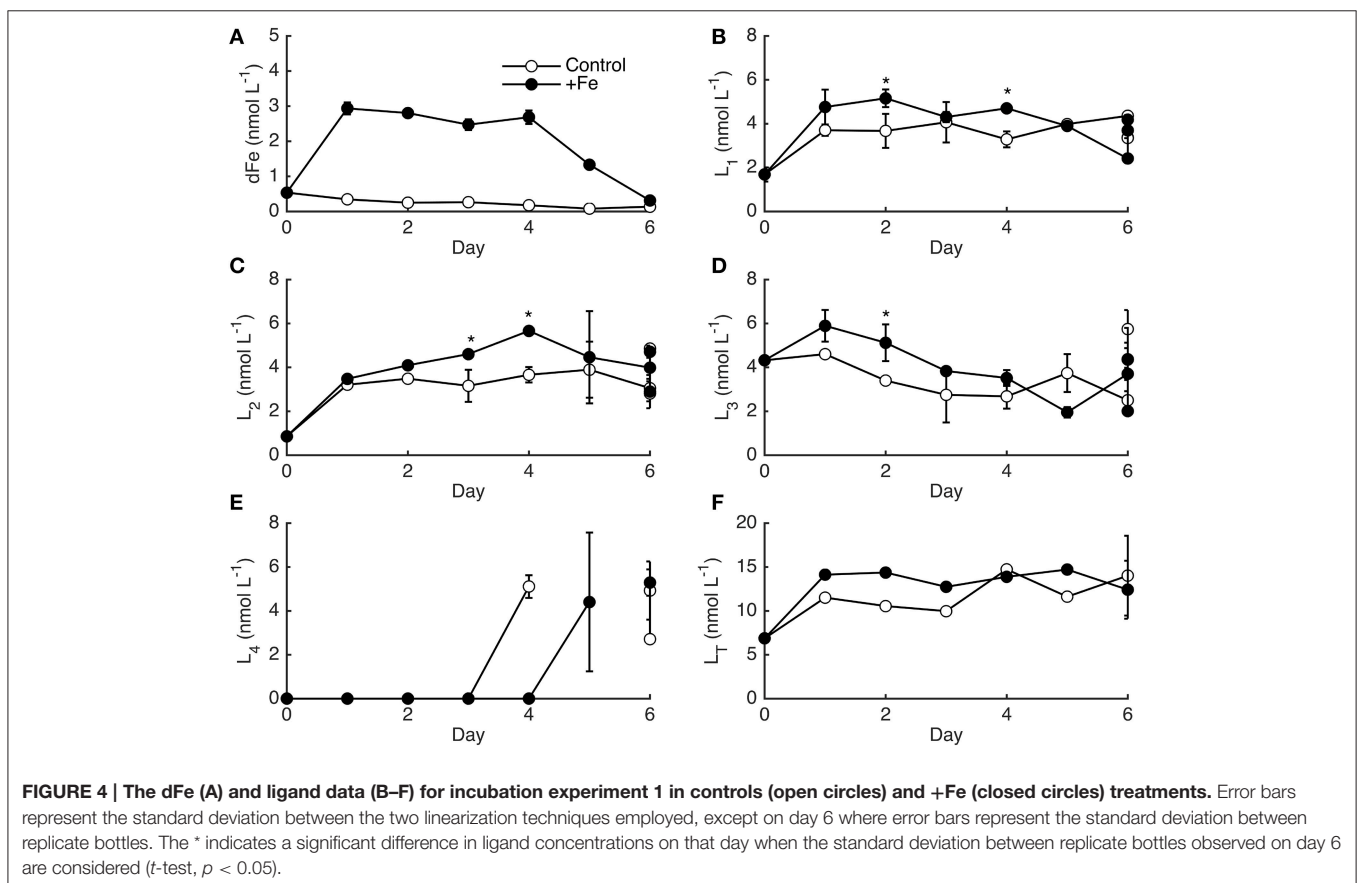 A
5
4
3
2
1
0
dFe (nmol L⁻¹)
0 2 4 6
Day
Control
+Fe
B
8
6
4
2
0
L₁ (nmol L⁻¹)
* *
0 2 4 6
Day
C
8
6
4
2
0
L₂ (nmol L⁻¹)
* *
0 2 4 6
Day
D
8
6
4
2
0
L₃ (nmol L⁻¹)
*
0 2 4 6
Day
E
8
6
4
2
0
L₄ (nmol L⁻¹)
0 2 4 6
Day
F
20
15
10
5
0
L_T (nmol L⁻¹)
0 2 4 6
Day
FIGURE 4 | The dFe (A) and ligand data (B–F) for incubation experiment 1 in controls (open circles) and +Fe (closed circles) treatments. Error bars
represent the standard deviation between the two linearization techniques employed, except on day 6 where error bars represent the standard deviation between
replicate bottles. The * indicates a significant difference in ligand concentrations on that day when the standard deviation between replicate bottles observed on day 6
are considered (t-test, p < 0.05).